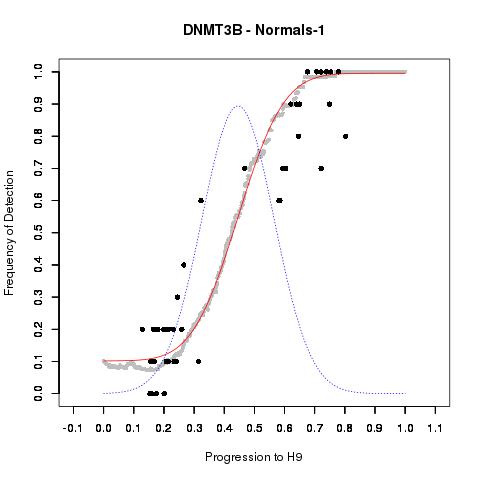 DNMT3B - Normals-1
Frequency of Detection
1.0
0.9
0.8
0.7
0.6
0.5
0.4
0.3
0.2
0.1
0.0
-0.1 0.0 0.1 0.2 0.3 0.4 0.5 0.6 0.7 0.8 0.9 1.0 1.1
Progression to H9